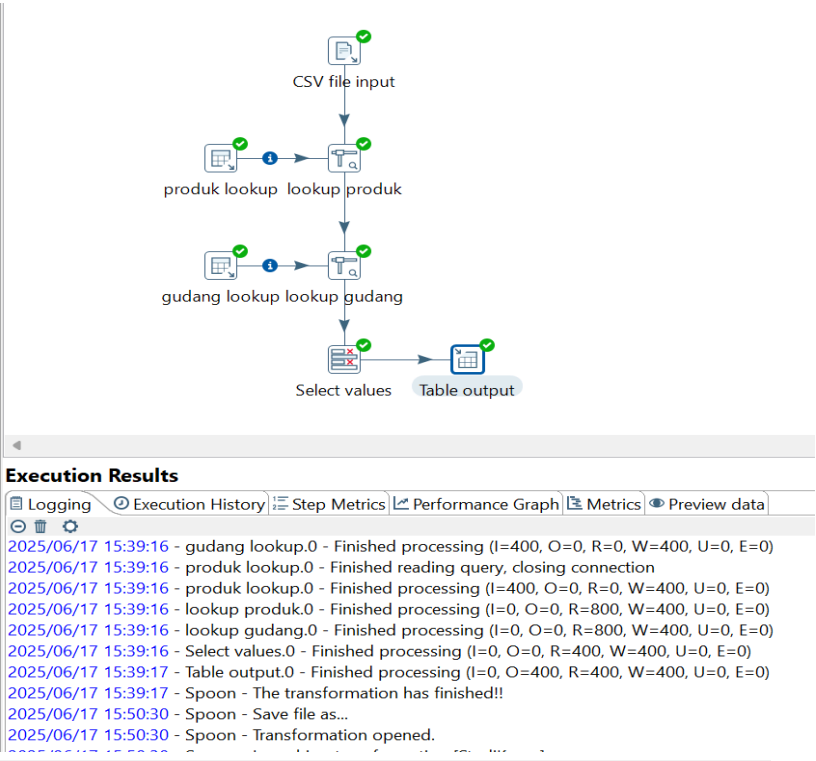 CSV file input
produk lookup lookup produk
gudang lookup lookup gudang
Select values Table output
Execution Results
Logging Execution History Step Metrics Performance Graph Metrics Preview data
2025/06/17 15:39:16 - gudang lookup.0 - Finished processing (I=400, O=0, R=0, W=400, U=0, E=0)
2025/06/17 15:39:16 - produk lookup.0 - Finished reading query, closing connection
2025/06/17 15:39:16 - produk lookup.0 - Finished processing (I=400, O=0, R=0, W=400, U=0, E=0)
2025/06/17 15:39:16 - lookup produk.0 - Finished processing (I=0, O=0, R=800, W=400, U=0, E=0)
2025/06/17 15:39:16 - lookup gudang.0 - Finished processing (I=0, O=0, R=800, W=400, U=0, E=0)
2025/06/17 15:39:16 - Select values.0 - Finished processing (I=0, O=0, R=400, W=400, U=0, E=0)
2025/06/17 15:39:17 - Table output.0 - Finished processing (I=0, O=400, R=400, W=400, U=0, E=0)
2025/06/17 15:39:17 - Spoon - The transformation has finished!!
2025/06/17 15:50:30 - Spoon - Save file as...
2025/06/17 15:50:30 - Spoon - Transformation opened.